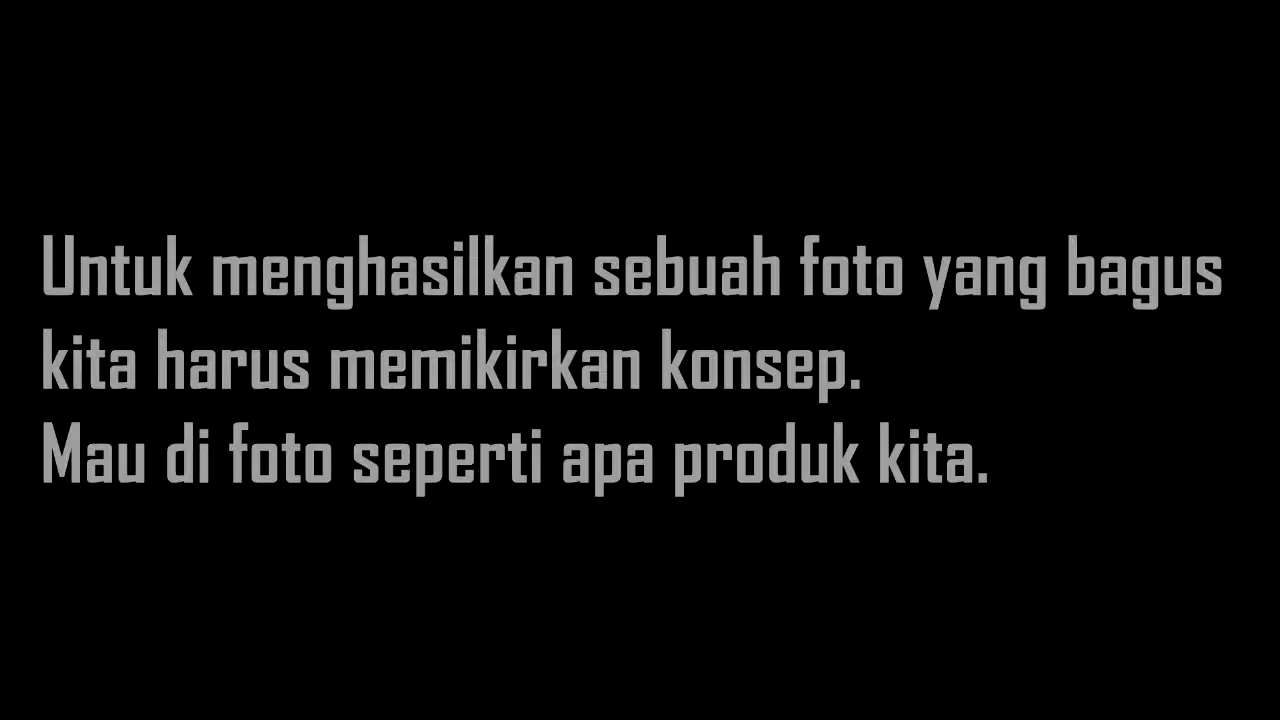 Untuk menghasilkan sebuah foto yang bagus
kita harus memikirkan konsep.
Mau di foto seperti apa produk kita.